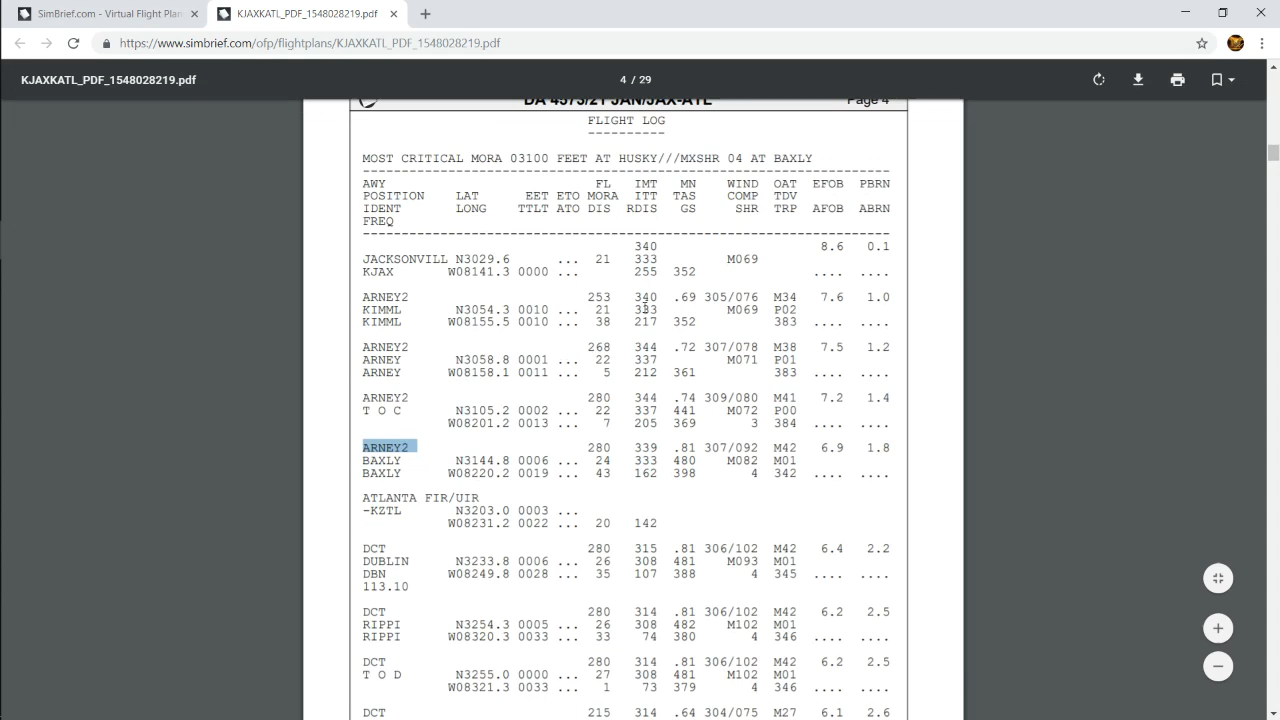 SimBrief.com - Virtual Flight Plan
KJAXKATL_PDF_1548028219.pdf
https://www.simbrief.com/ofp/flightplans/KJAXKATL_PDF_1548028219.pdf
KJAXKATL_PDF_1548028219.pdf 4 / 29
DA 4573/21 JAN/JAX-ATL Page 4
FLIGHT LOG
----------
MOST CRITICAL MORA 03100 FEET AT HUSKY///MXSHR 04 AT BAXLY
--------------------------------------------------------------------------------
AWY FL IMT MN WIND OAT EFOB PBRN
POSITION LAT EET ETO MORA ITT TAS COMP TDV
IDENT LONG TTLT ATO DIS RDIS GS SHR TRP AFOB ABRN
FREQ
--------------------------------------------------------------------------------
340 8.6 0.1
JACKSONVILL N3029.6 ... 21 333 M069
KJAX W08141.3 0000 ... 255 352 .... ....
ARNEY2 253 340 .69 305/076 M34 7.6 1.0
KIMML N3054.3 0010 ... 21 333 M069 P02
KIMML W08155.5 0010 ... 38 217 352 383 .... ....
ARNEY2 268 344 .72 307/078 M38 7.5 1.2
ARNEY N3058.8 0001 ... 22 337 M071 P01
ARNEY W08158.1 0011 ... 5 212 361 383 .... ....
ARNEY2 280 344 .74 309/080 M41 7.2 1.4
T O C N3105.2 0002 ... 22 337 441 M072 P00
W08201.2 0013 ... 7 205 369 3 384 .... ....
ARNEY2 280 339 .81 307/092 M42 6.9 1.8
BAXLY N3144.8 0006 ... 24 333 480 M082 M01
BAXLY W08220.2 0019 ... 43 162 398 4 342 .... ....
ATLANTA FIR/UIR
-KZTL N3203.0 0003 ...
W08231.2 0022 ... 20 142
DCT 280 315 .81 306/102 M42 6.4 2.2
DUBLIN N3233.8 0006 ... 26 308 481 M093 M01
DBN W08249.8 0028 ... 35 107 388 4 345 .... ....
113.10
DCT 280 314 .81 306/102 M42 6.2 2.5
RIPPI N3254.3 0005 ... 26 308 482 M102 M01
RIPPI W08320.3 0033 ... 33 74 380 4 346 .... ....
DCT 280 314 .81 306/102 M42 6.2 2.5
T O D N3255.0 0000 ... 27 308 481 M102 M01
W08321.3 0033 ... 1 73 379 4 346 .... ....
DCT 215 314 .64 304/075 M27 6.1 2.6